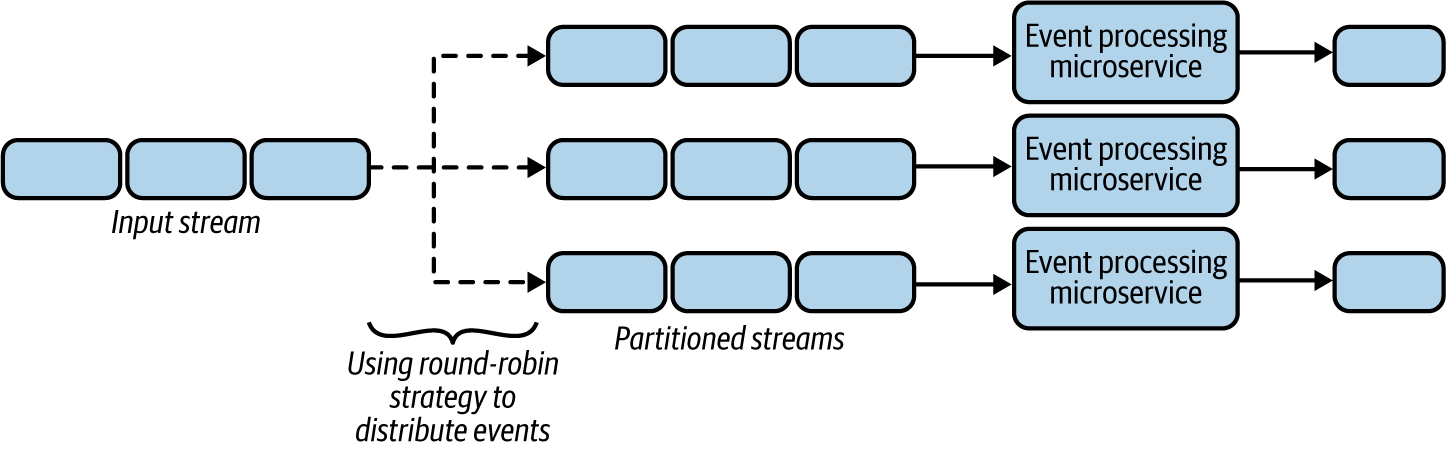 Event processing
microservice
Event processing
microservice
Input stream
Event processing
microservice
Partitioned streams
Using round-robin
strategy to
distribute events